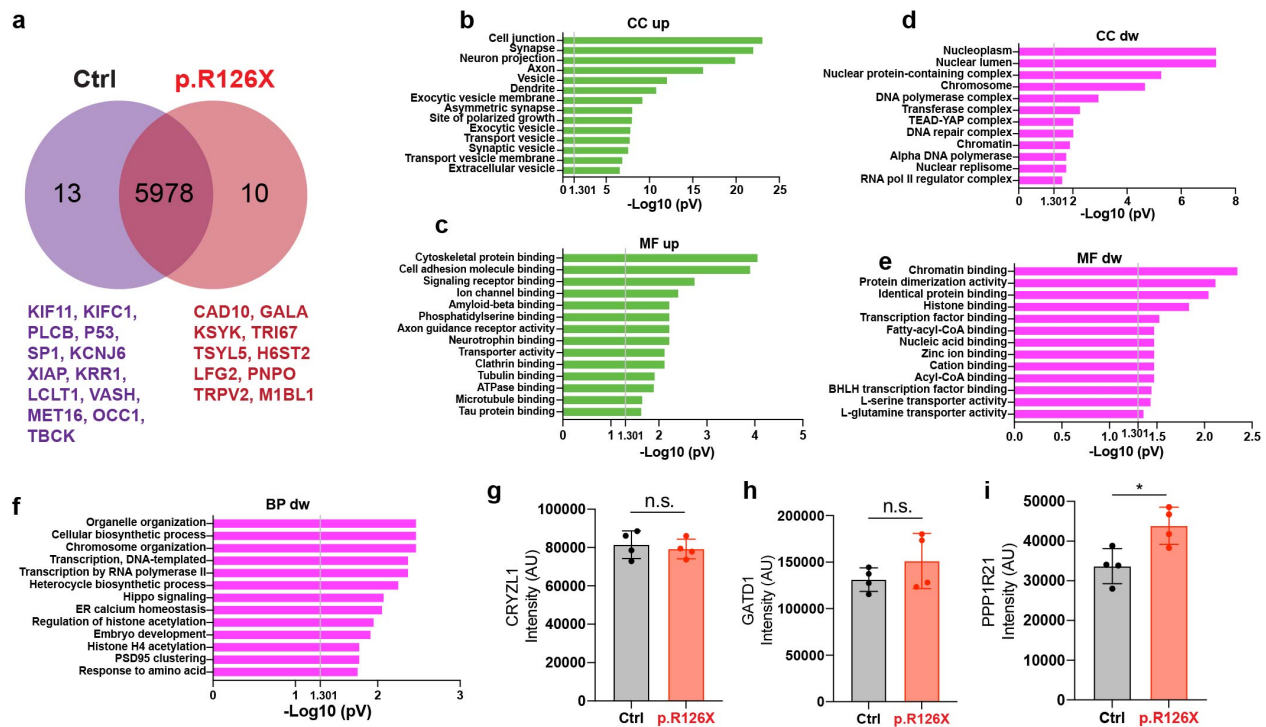 a
Ctrl
p.R126X
13
5978
10
KIF11, KIFC1,
PLCB, P53,
SP1, KCNJ6
XIAP, KRR1,
LCLT1, VASH,
MET16, OCC1,
TBCK
CAD10, GALA
KSYK, TRI67
TSYL5, H6ST2
LFG2, PNPO
TRPV2, M1BL1
b
CC up
Cell junction
Synapse
Neuron projection
Axon
Vesicle
Dendrite
Exocytic vesicle membrane
Asymmetric synapse
Site of polarized growth
Exocytic vesicle
Transport vesicle
Synaptic vesicle
Transport vesicle membrane
Extracellular vesicle
0 1.301 5 10 15 20 25
-Log10 (pV)
c
MF up
Cytoskeletal protein binding
Cell adhesion molecule binding
Signaling receptor binding
Ion channel binding
Amyloid-beta binding
Phosphatidylserine binding
Axon guidance receptor activity
Neurotrophin binding
Transporter activity
Clathrin binding
Tubulin binding
ATPase binding
Microtubule binding
Tau protein binding
0 1 1.301 2 3 4 5
-Log10 (pV)
d
CC dw
Nucleoplasm
Nuclear lumen
Nuclear protein-containing complex
Chromosome
DNA polymerase complex
Transferase complex
TEAD-YAP complex
DNA repair complex
Chromatin
Alpha DNA polymerase
Nuclear replisome
RNA pol II regulator complex
0 1.301 2 4 6 8
-Log10 (pV)
e
MF dw
Chromatin binding
Protein dimerization activity
Identical protein binding
Histone binding
Transcription factor binding
Fatty-acyl-CoA binding
Nucleic acid binding
Zinc ion binding
Cation binding
Acyl-CoA binding
BHLH transcription factor binding
L-serine transporter activity
L-glutamine transporter activity
0.0 0.5 1.0 1.301 1.5 2.0 2.5
-Log10 (pV)
f
BP dw
Organelle organization
Cellular biosynthetic process
Chromosome organization
Transcription, DNA-templated
Transcription by RNA polymerase II
Heterocycle biosynthetic process
Hippo signaling
ER calcium homeostasis
Regulation of histone acetylation
Embryo development
Histone H4 acetylation
PSD95 clustering
Response to amino acid
0 1 1.301 2 3
-Log10 (pV)
g
n.s.
CRYZL1
Intensity (AU)
100000
80000
60000
40000
20000
0
Ctrl p.R126X
h
n.s.
GATD1
Intensity (AU)
200000
150000
100000
50000
0
Ctrl p.R126X
i
*
PPP1R21
Intensity (AU)
50000
40000
30000
20000
10000
0
Ctrl p.R126X